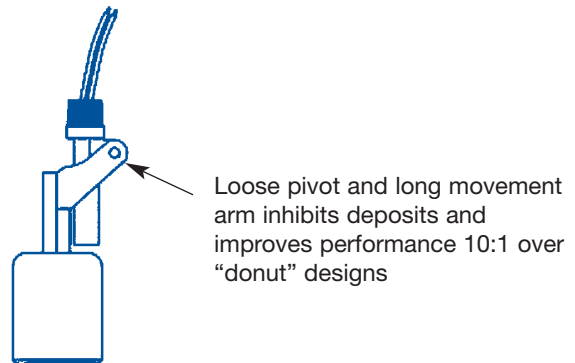 Loose pivot and long movement
arm inhibits deposits and
improves performance 10:1 over
“donut” designs